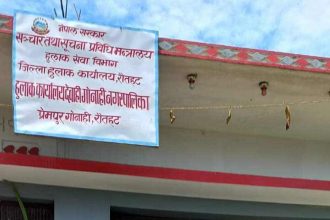 नेपाल सरकार
सञ्चार तथा सूचना प्रविधि मन्त्रालय
हुलाक सेवा विभाग
जिल्ला हुलाक कार्यालय, रौतहट
हुलाक कार्यालय देवाही गोनाही नगरपालिका
प्रेमपुर गोनाही, रौतहट